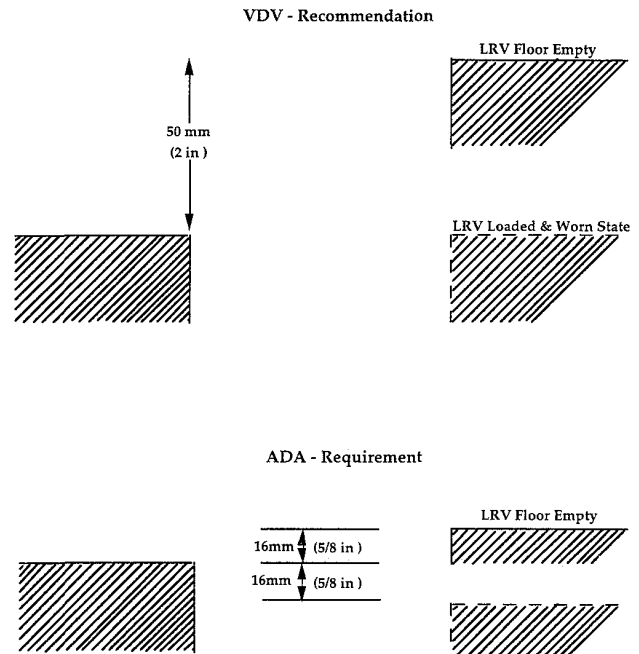 VDV - Recommendation
LRV Floor Empty
50 mm
(2 in )
LRV Loaded & Worn State
ADA - Requirement
LRV Floor Empty
16mm (5/8 in )
16mm (5/8 in )